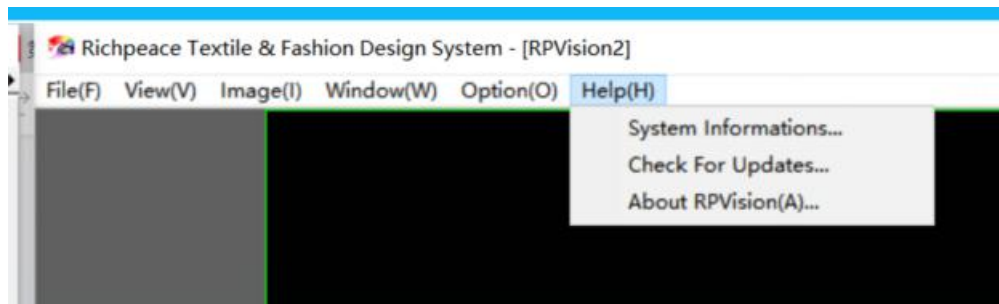 Richpeace Textile & Fashion Design System - [RPVision2]
File(F) View(V) Image(I) Window(W) Option(O) Help(H)
System Informations...
Check For Updates...
About RPVision(A)...